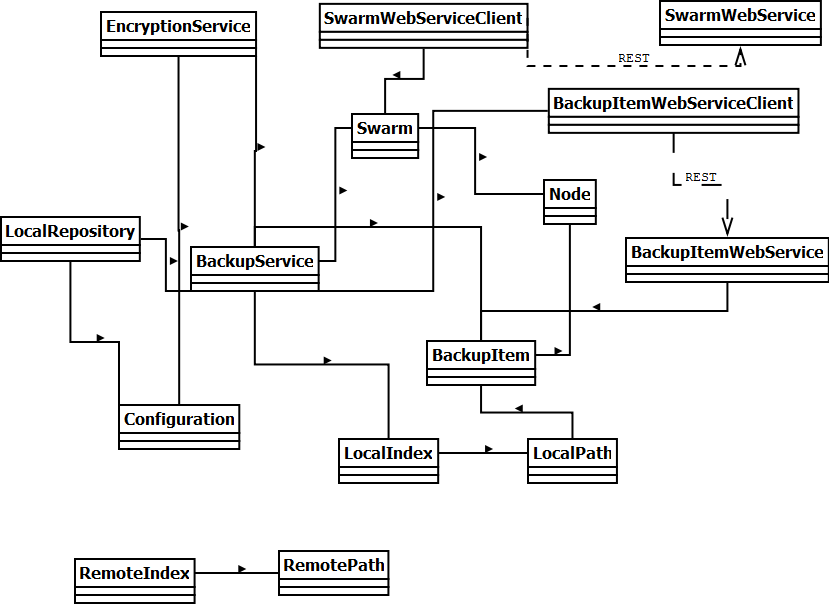 SwarmWebService
SwarmWebServiceClient
EncryptionService
REST
BackupItemWebServiceClient
Swarm
REST
Node
LocalRepository
BackupItemWebService
BackupService
BackupItem
Configuration
LocalIndex
LocalPath
RemotePath
RemoteIndex